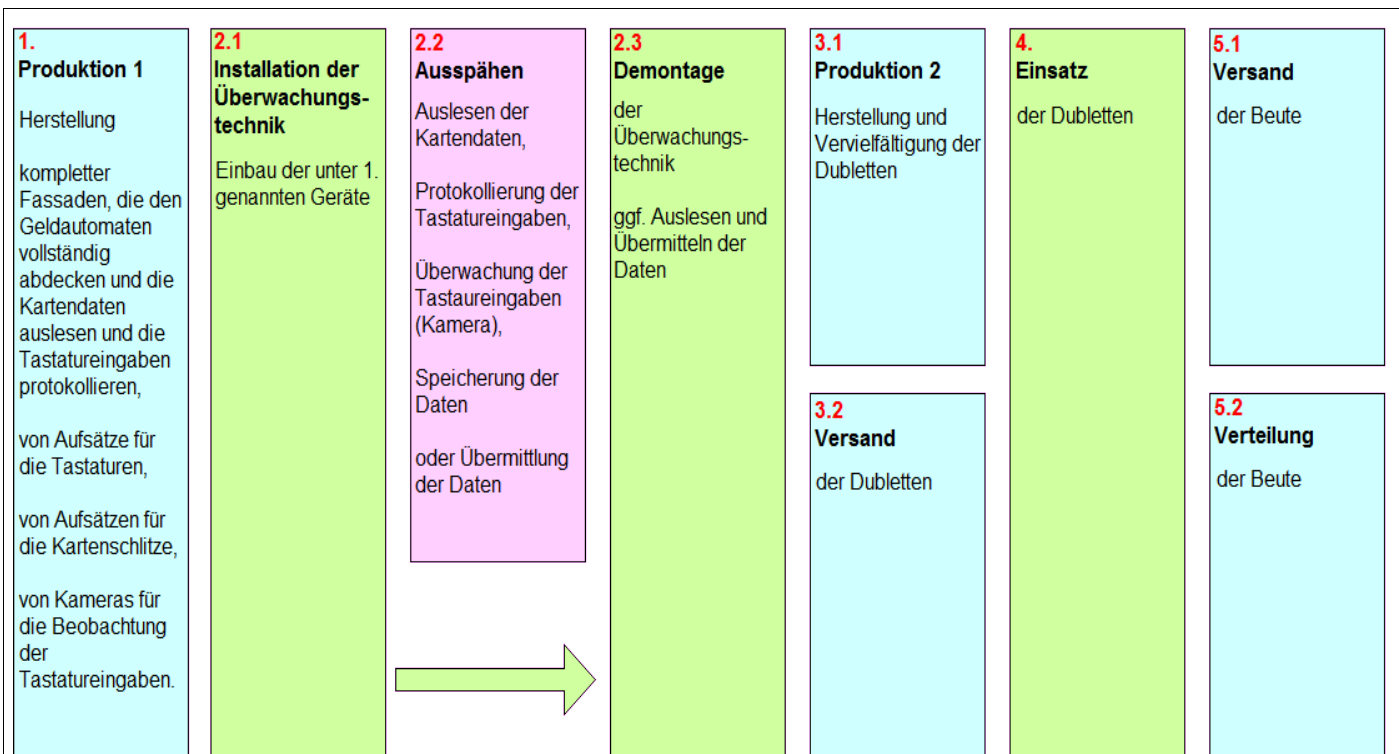 1.
Produktion 1
Herstellung
kompletter
Fassaden, die den
Geldautomaten
vollständig
abdecken und die
Kartendaten
auslesen und die
Tastatureingaben
protokollieren,
von Aufsätze für
die Tastaturen,
von Aufsätzen für
die Kartenschlitze,
von Kameras für
die Beobachtung
der
Tastatureingaben.
2.1
Installation der
Überwachungs-
technik
Einbau der unter 1.
genannten Geräte
2.2
Ausspähen
Auslesen der
Kartendaten,
Protokollierung der
Tastatureingaben,
Überwachung der
Tastaureingaben
(Kamera),
Speicherung der
Daten
oder Übermittlung
der Daten
2.3
Demontage
der
Überwachungs-
technik
ggf. Auslesen und
Übermitteln der
Daten
3.1
Produktion 2
Herstellung und
Vervielfältigung der
Dubletten
3.2
Versand
der Dubletten
4.
Einsatz
der Dubletten
5.1
Versand
der Beute
5.2
Verteilung
der Beute